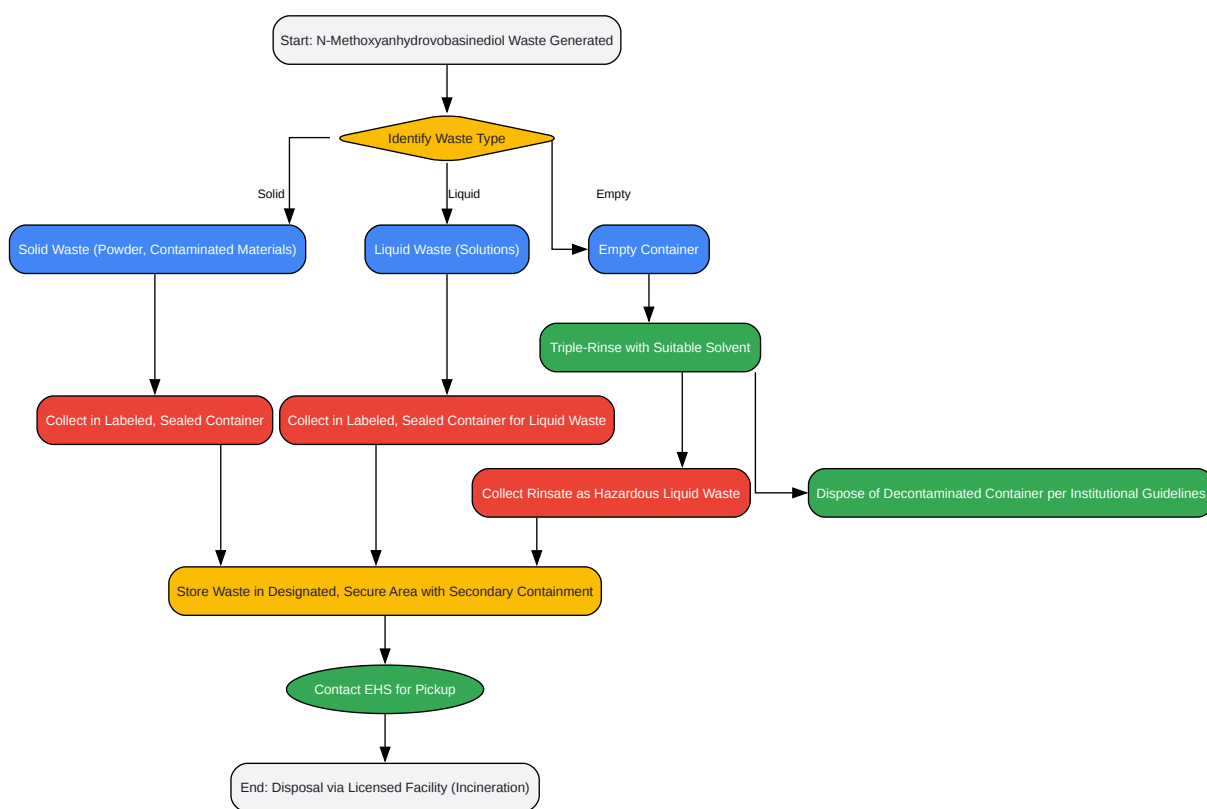 Start: N-Methoxyanhydrovobasinediol Waste Generated
Identify Waste Type
Solid
Liquid
Empty
Solid Waste (Powder, Contaminated Materials)
Liquid Waste (Solutions)
Empty Container
Triple-Rinse with Suitable Solvent
Collect in Labeled, Sealed Container
Collect in Labeled, Sealed Container for Liquid Waste
Collect Rinsate as Hazardous Liquid Waste
Dispose of Decontaminated Container per Institutional Guidelines
Store Waste in Designated, Secure Area with Secondary Containment
Contact EHS for Pickup
End: Disposal via Licensed Facility (Incineration)